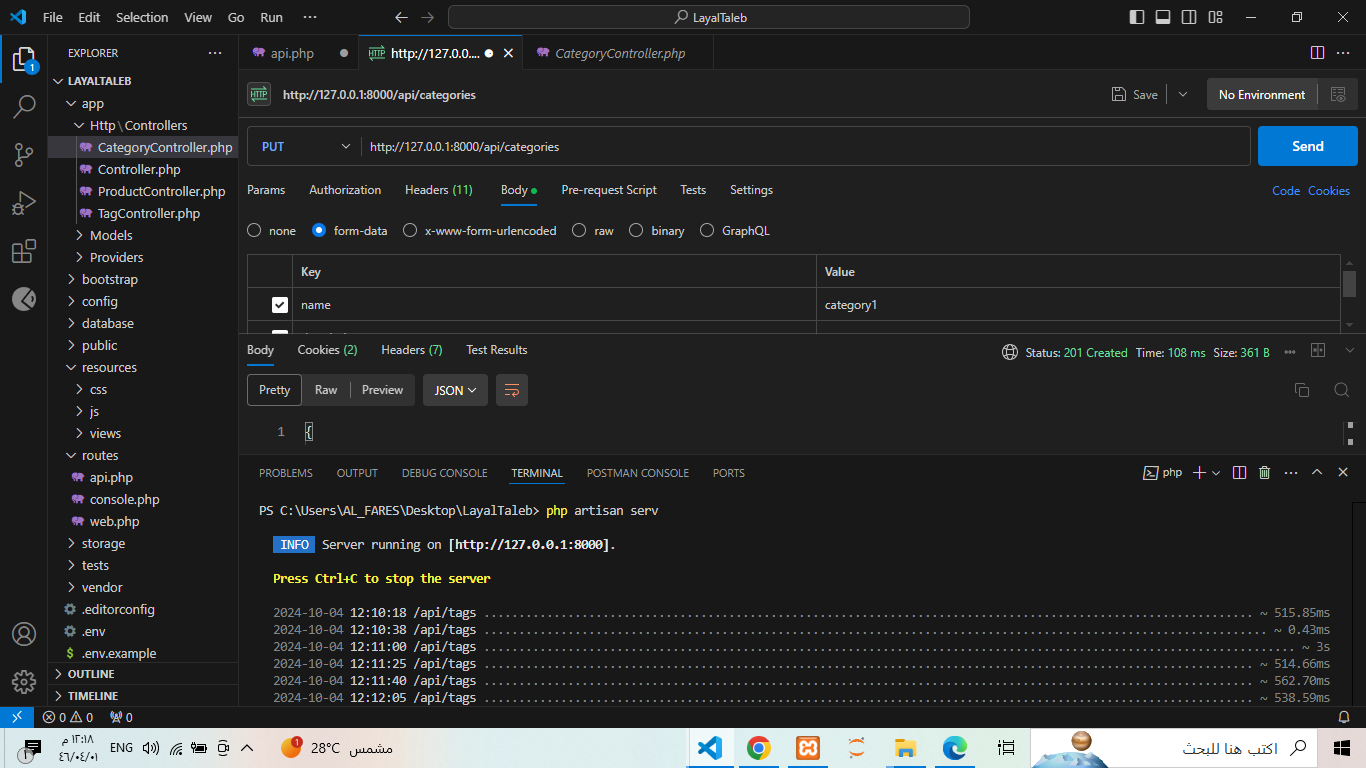 File Edit Selection View Go Run ···
LayalTaleb
EXPLORER
LAYALTALEB
app
Http\Controllers
CategoryController.php
Controller.php
ProductController.php
TagController.php
Models
Providers
bootstrap
config
database
public
resources
css
js
views
routes
api.php
console.php
web.php
storage
tests
vendor
.editorconfig
.env
.env.example
OUTLINE
TIMELINE
api.php
http://127.0.0....
CategoryController.php
HTTP http://127.0.0.1:8000/api/categories
Save
No Environment
PUT http://127.0.0.1:8000/api/categories
Send
Params Authorization Headers (11) Body Pre-request Script Tests Settings
Code Cookies
none form-data x-www-form-urlencoded raw binary GraphQL
Key Value
name category1
Body Cookies (2) Headers (7) Test Results
Status: 201 Created Time: 108 ms Size: 361 B
Pretty Raw Preview JSON
1 {
PROBLEMS OUTPUT DEBUG CONSOLE TERMINAL POSTMAN CONSOLE PORTS
php
PS C:\Users\AL_FARES\Desktop\LayalTaleb> php artisan serv
INFO Server running on [http://127.0.0.1:8000].
Press Ctrl+C to stop the server
2024-10-04 12:10:18 /api/tags ~ 515.85ms
2024-10-04 12:10:38 /api/tags ~ 0.43ms
2024-10-04 12:11:00 /api/tags ~ 3s
2024-10-04 12:11:25 /api/tags ~ 514.66ms
2024-10-04 12:11:40 /api/tags ~ 562.70ms
2024-10-04 12:12:05 /api/tags ~ 538.59ms
0 0 0
1
١٢:١٨ م
٤٦/٠٤/٠١
ENG
28°C مشمس
اكتب هنا للبحث